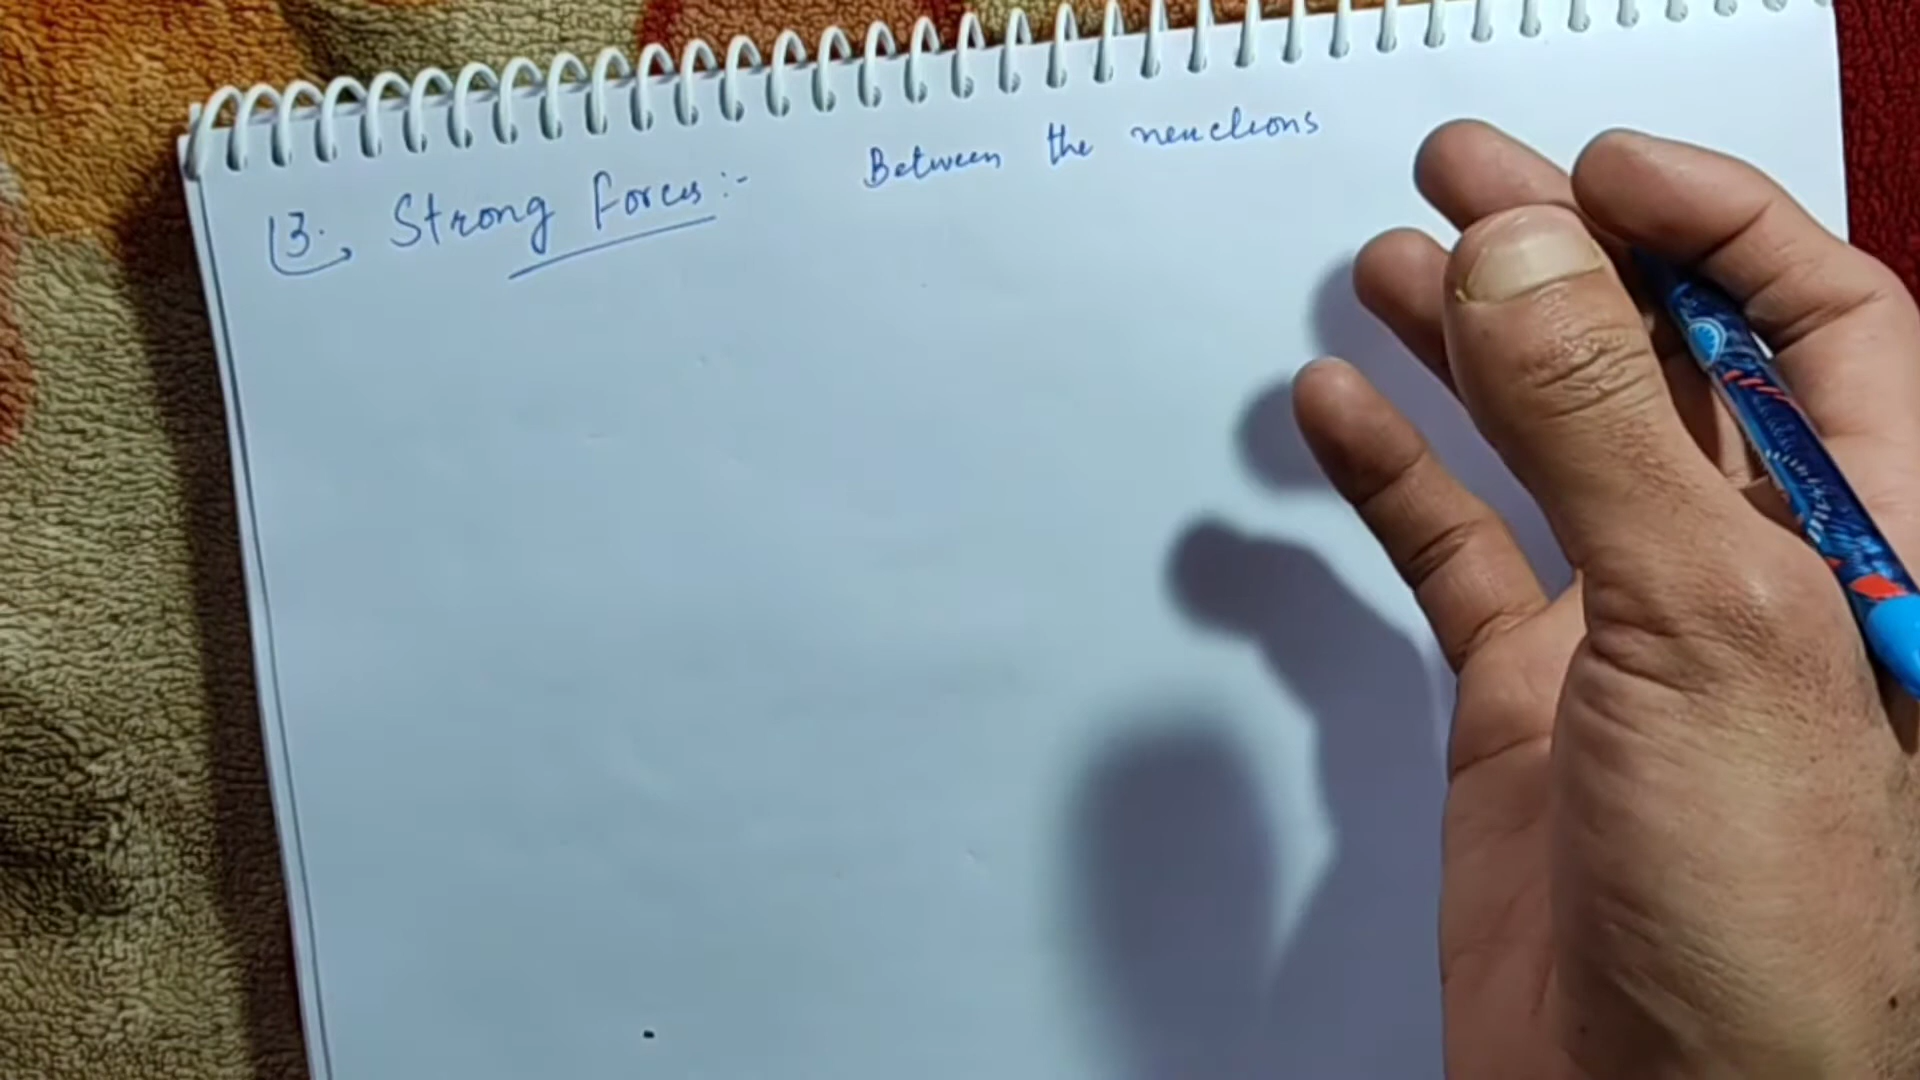 3. Strong Forces :- Between the neuclions